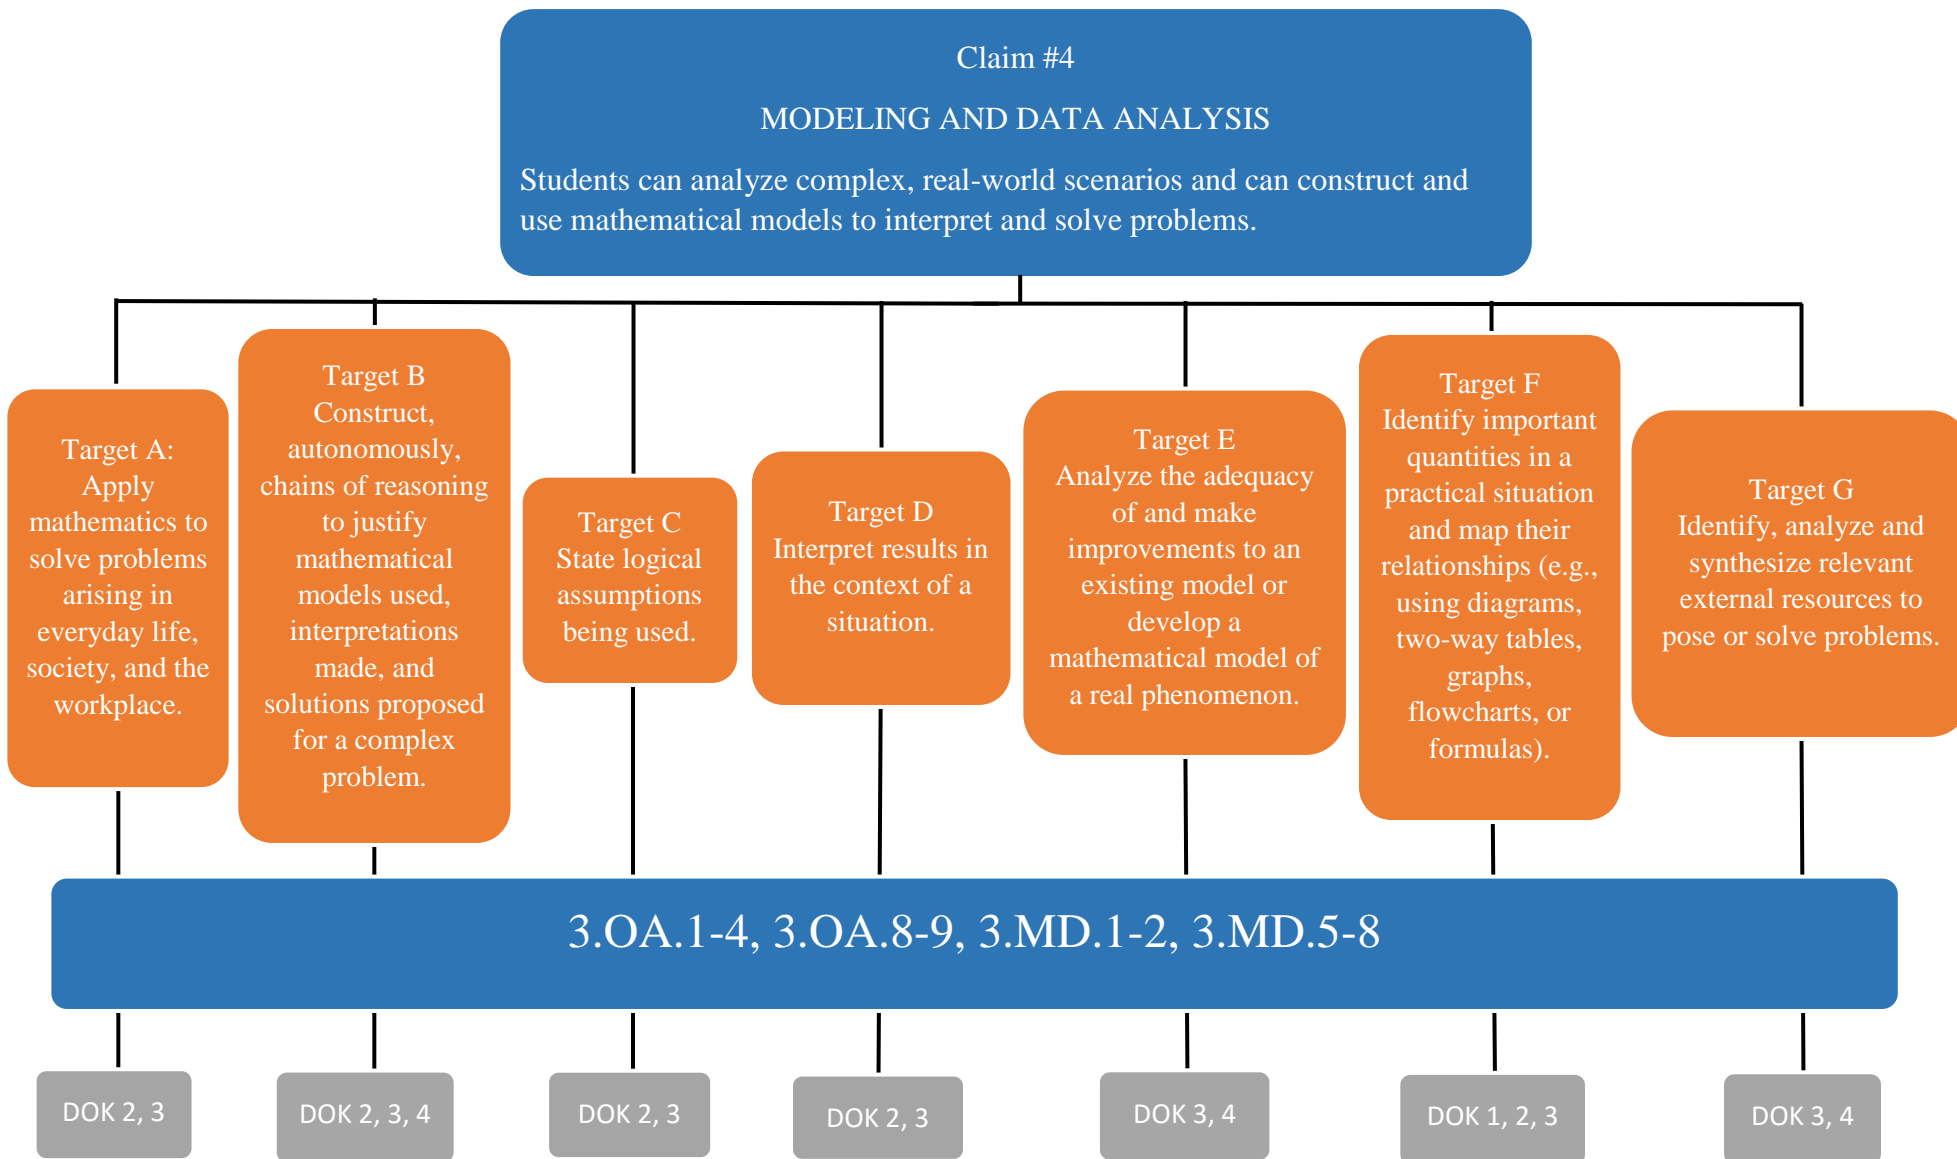 Claim #4
MODELING AND DATA ANALYSIS
Students can analyze complex, real-world scenarios and can construct and
use mathematical models to interpret and solve problems.
Target A:
Apply
mathematics to
solve problems
arising in
everyday life,
society, and the
workplace.
Target B
Construct,
autonomously,
chains of reasoning
to justify
mathematical
models used,
interpretations
made, and
solutions proposed
for a complex
problem.
Target C
State logical
assumptions
being used.
Target D
Interpret results in
the context of a
situation.
Target E
Analyze the adequacy
of and make
improvements to an
existing model or
develop a
mathematical model of
a real phenomenon.
Target F
Identify important
quantities in a
practical situation
and map their
relationships (e.g.,
using diagrams,
two-way tables,
graphs,
flowcharts, or
formulas).
Target G
Identify, analyze and
synthesize relevant
external resources to
pose or solve problems.
3.OA.1-4, 3.OA.8-9, 3.MD.1-2, 3.MD.5-8
DOK 2, 3
DOK 2, 3, 4
DOK 2, 3
DOK 2, 3
DOK 3, 4
DOK 1, 2, 3
DOK 3, 4